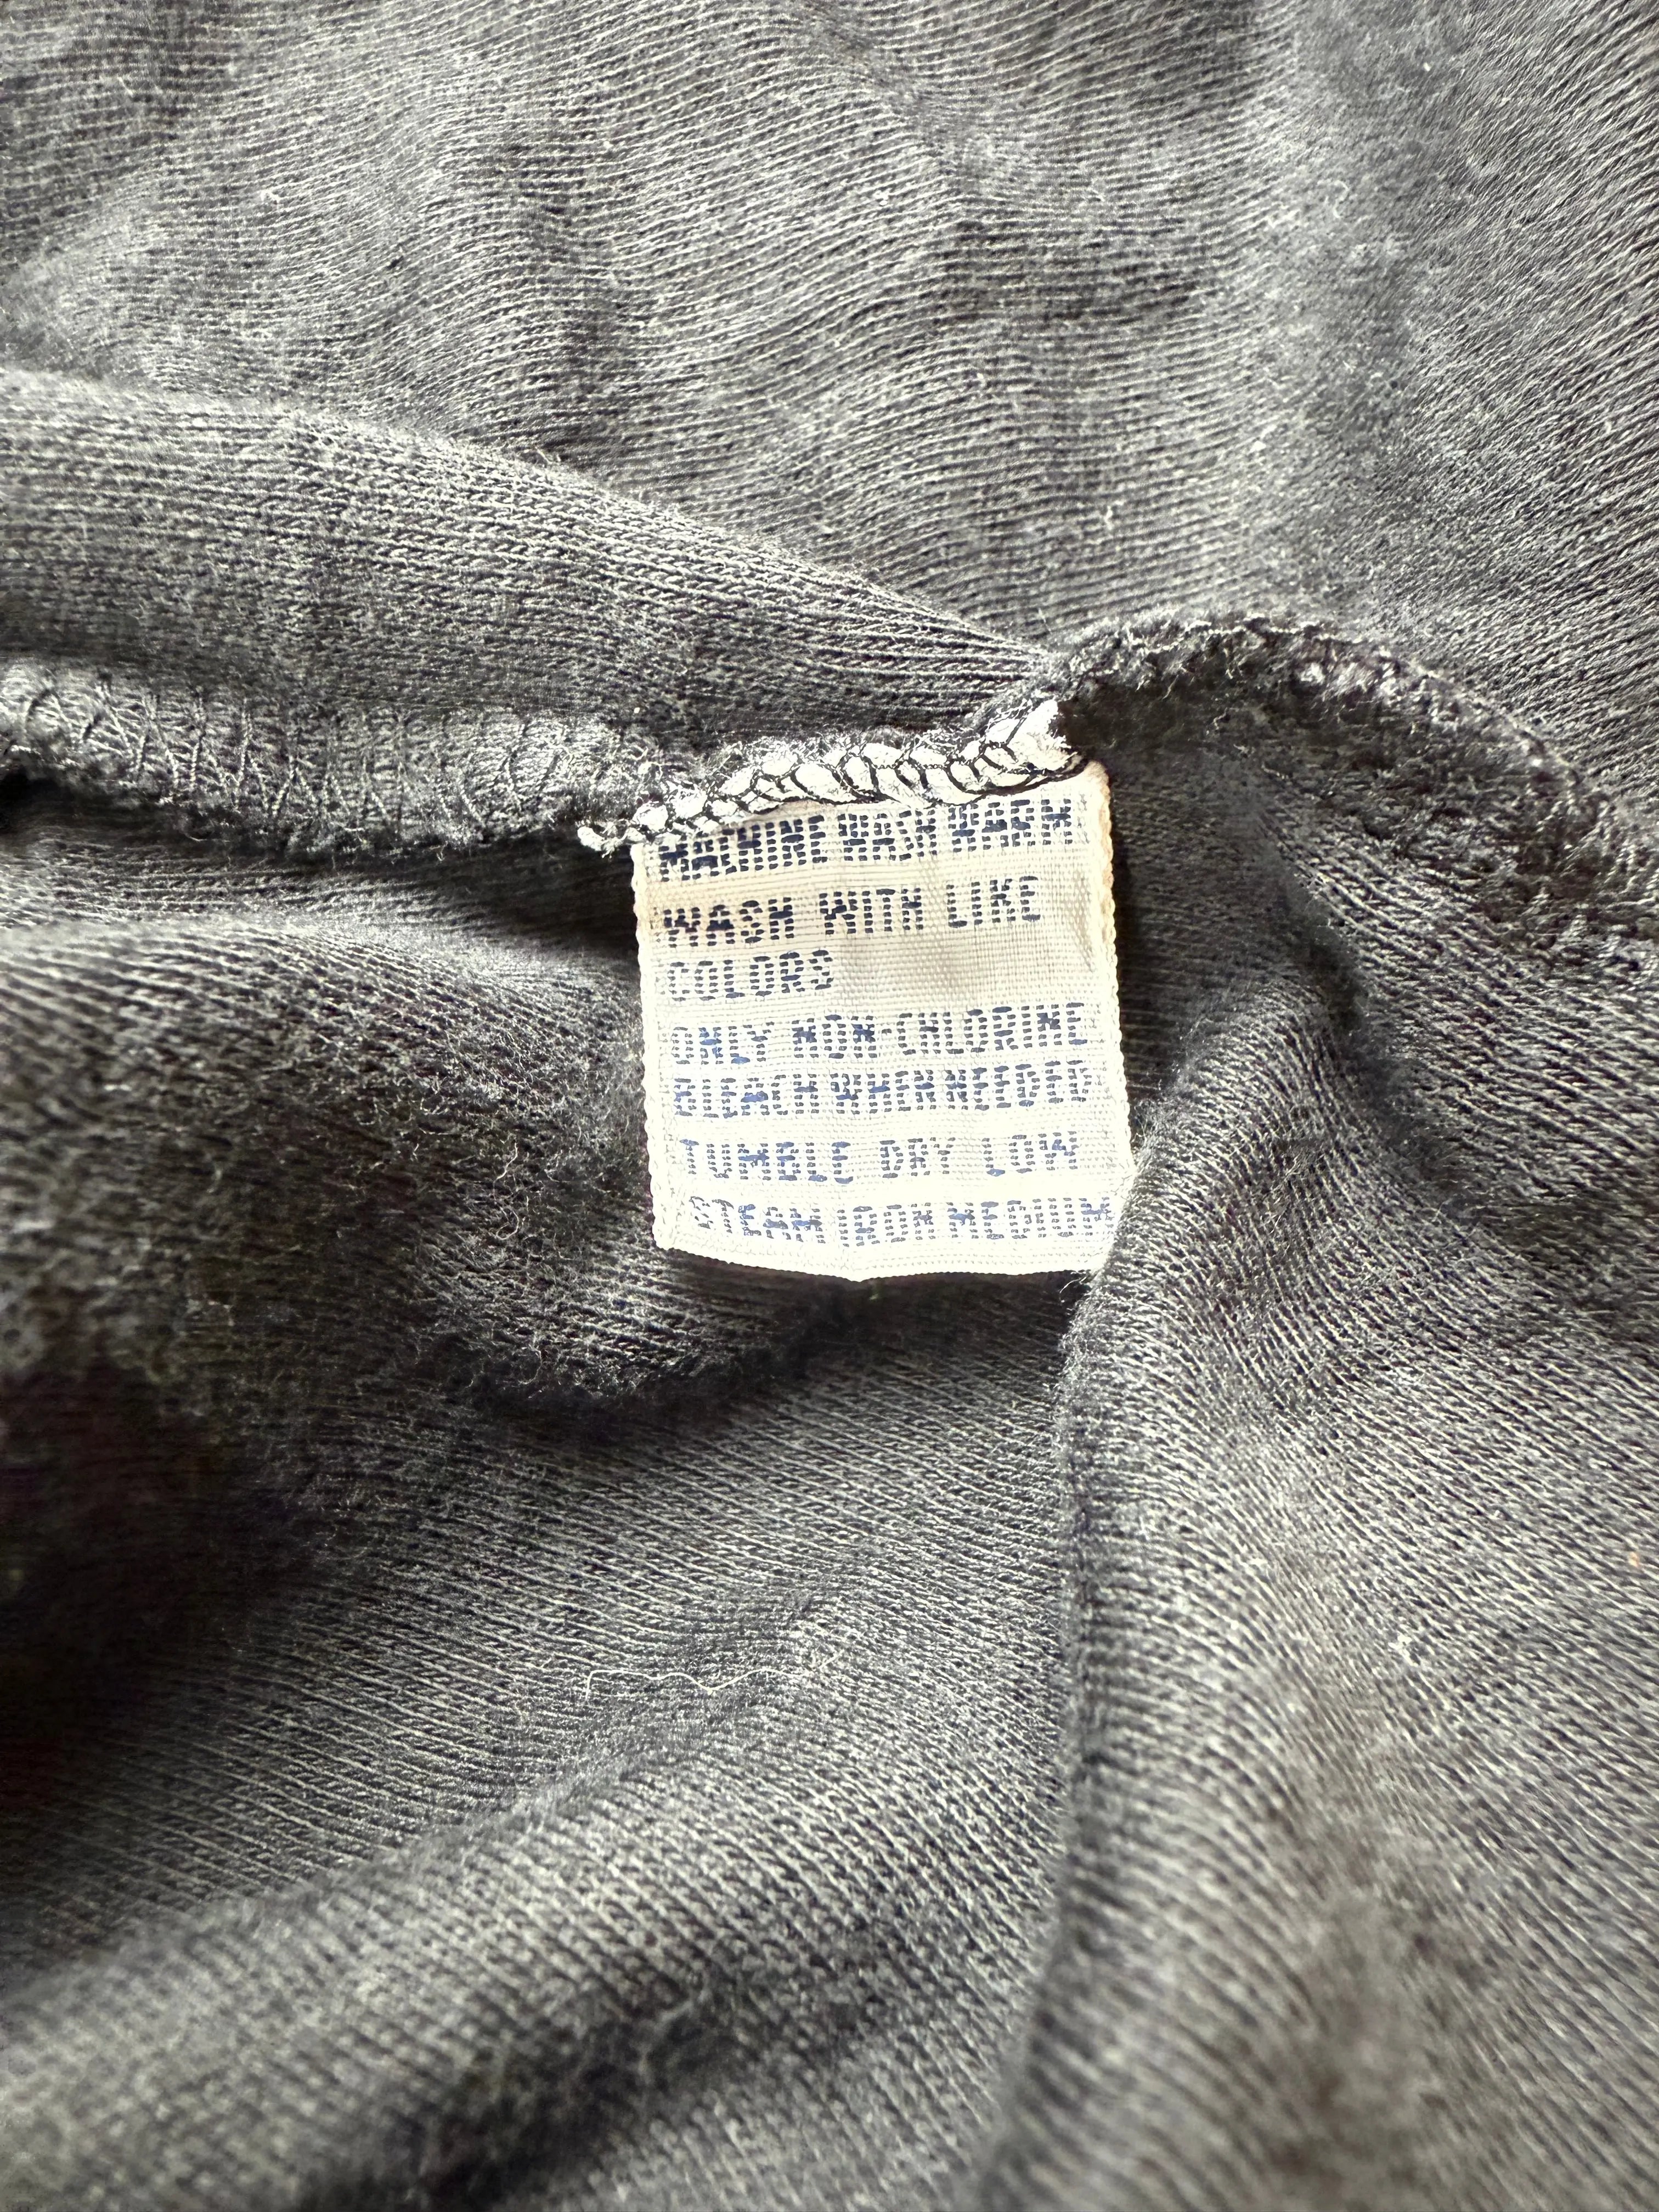 MACHINE WASH WARM
WASH WITH LIKE
COLORS
ONLY NON-CHLORINE
BLEACH WHEN NEEDED
TUMBLE DRY LOW
STEAM IRON MEDIUM